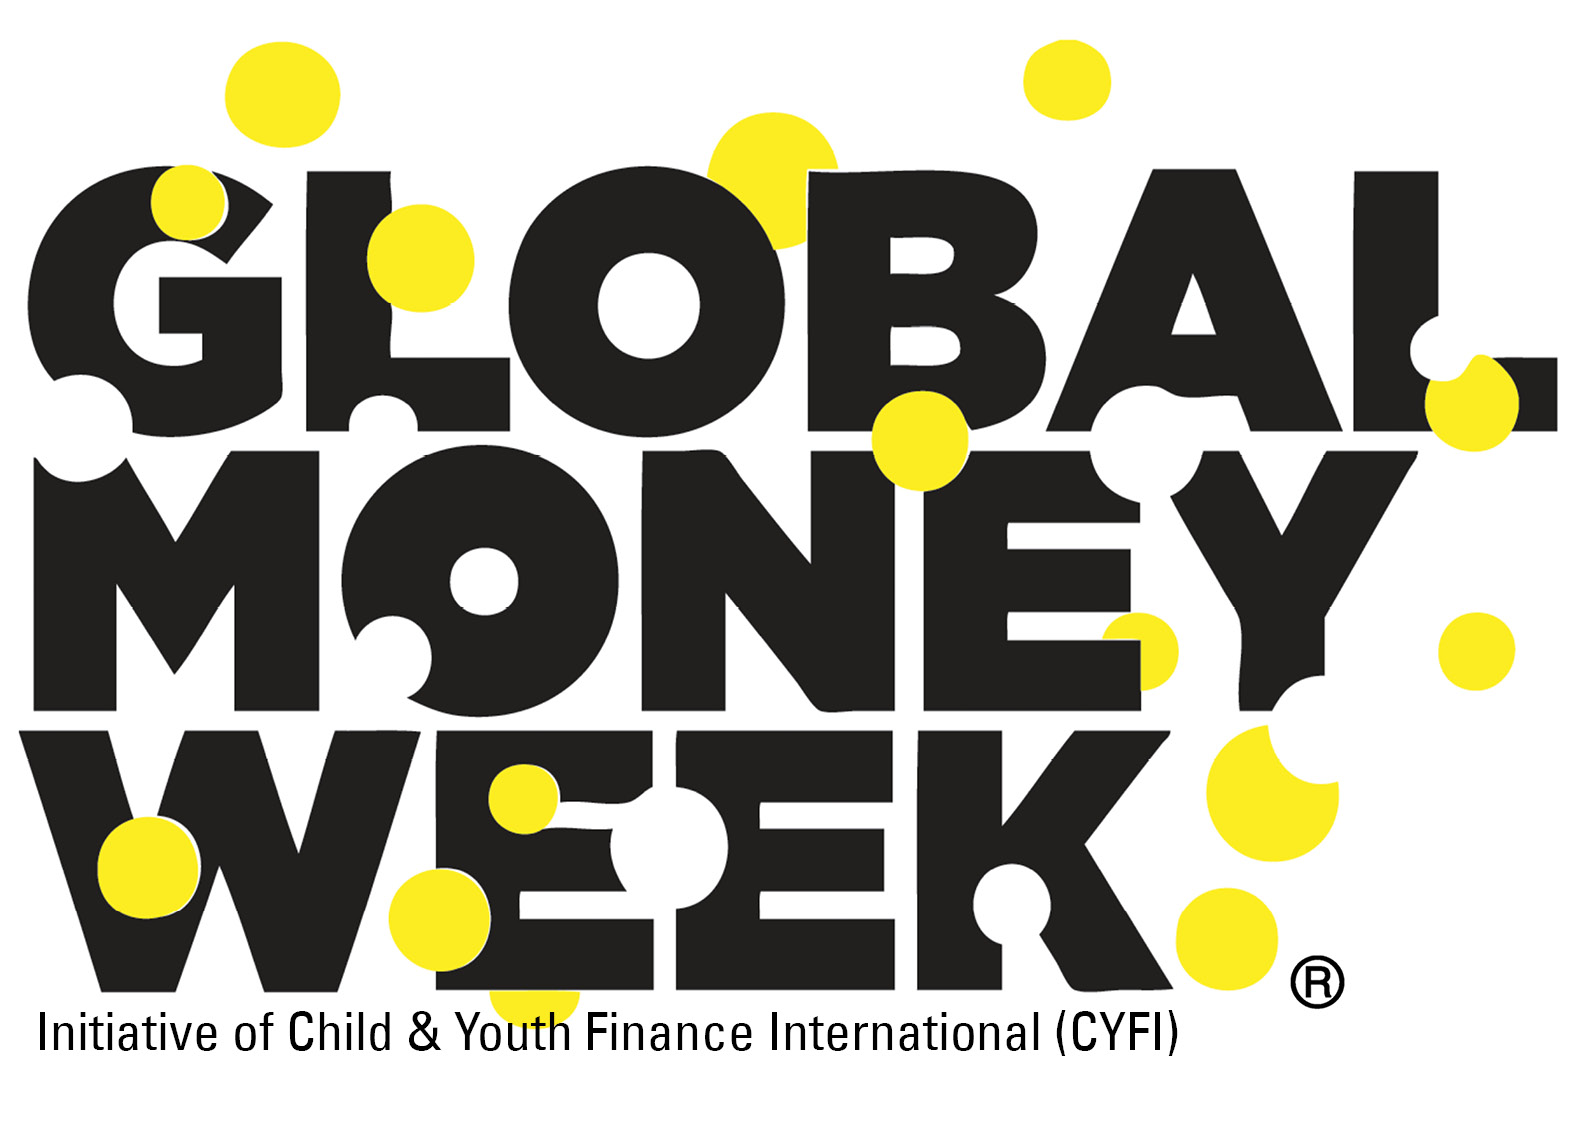 GLOBAL
MONEY
WEEK
®
Initiative of Child & Youth Finance International (CYFI)